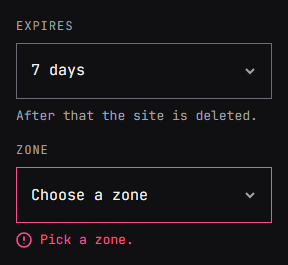 EXPIRES
7 days
After that the site is deleted.
ZONE
Choose a zone
Pick a zone.